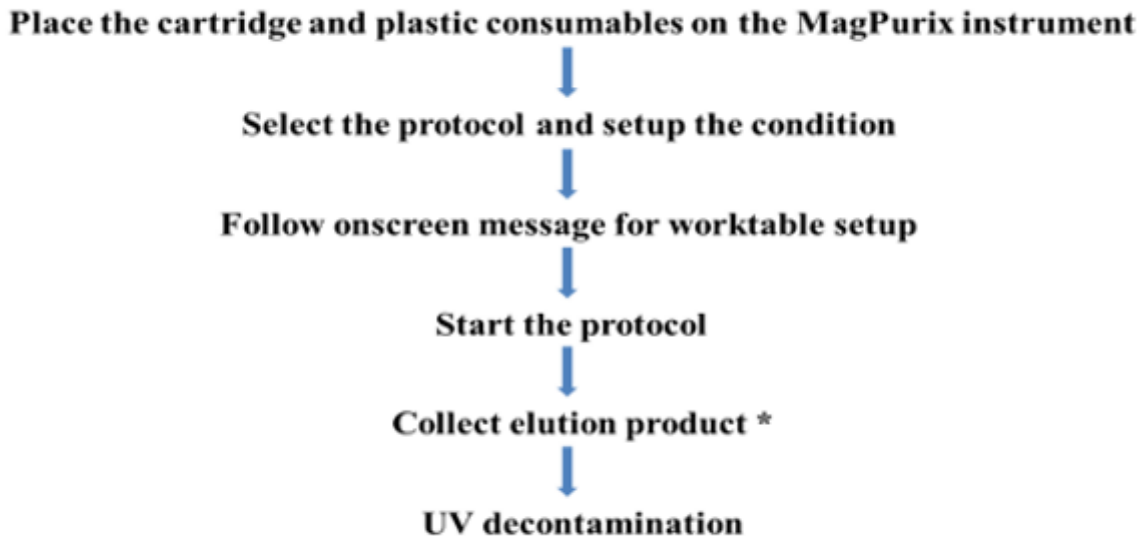 Place the cartridge and plastic consumables on the MagPurix instrument
Select the protocol and setup the condition
Follow onscreen message for worktable setup
Start the protocol
Collect elution product *
UV decontamination